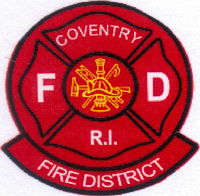 COVENTRY
F D
R.I.
FIRE DISTRICT